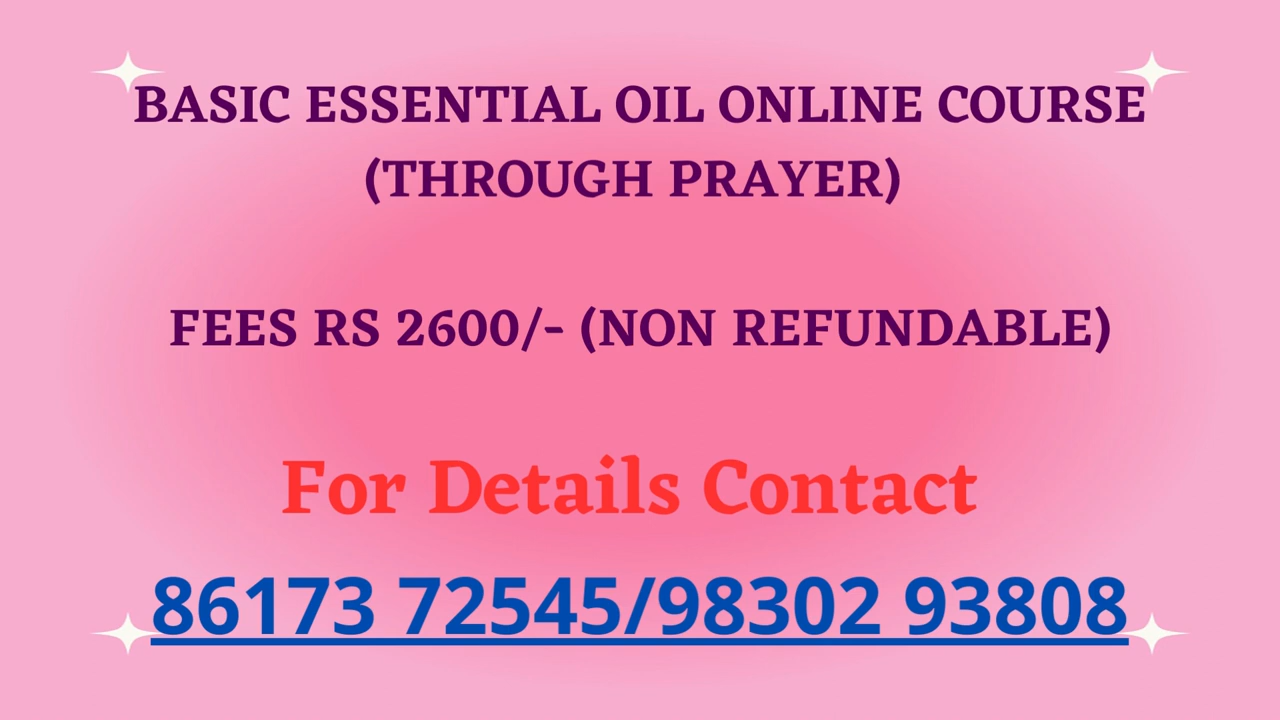 BASIC ESSENTIAL OIL ONLINE COURSE
(THROUGH PRAYER)
FEES RS 2600/- (NON REFUNDABLE)
For Details Contact
86173 72545/98302 93808